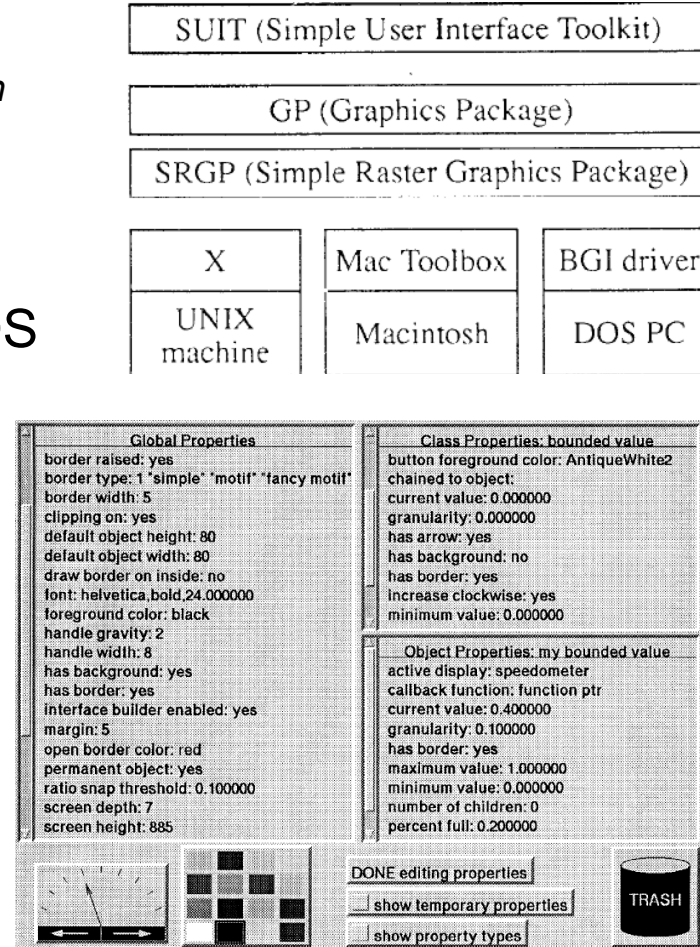 SUIT (Simple User Interface Toolkit)
GP (Graphics Package)
SRGP (Simple Raster Graphics Package)
X
Mac Toolbox
BGI driver
UNIX
machine
Macintosh
DOS PC
Global Properties
border raised: yes
border type: 1 "simple" "motif" "fancy motif"
border width: 5
clipping on: yes
default object height: 80
default object width: 80
draw border on inside: no
font: helvetica,bold,24.000000
foreground color: black
handle gravity: 2
handle width: 8
has background: yes
has border: yes
interface builder enabled: yes
margin: 5
open border color: red
permanent object: yes
ratio snap threshold: 0.100000
screen depth: 7
screen height: 885
Class Properties: bounded value
button foreground color: AntiqueWhite2
chained to object:
current value: 0.000000
granularity: 0.000000
has arrow: yes
has background: no
has border: yes
increase clockwise: yes
minimum value: 0.000000
Object Properties: my bounded value
active display: speedometer
callback function: function ptr
current value: 0.400000
granularity: 0.100000
has border: yes
maximum value: 1.000000
minimum value: 0.000000
number of children: 0
percent full: 0.200000
DONE editing properties
show temporary properties
show property types
TRASH